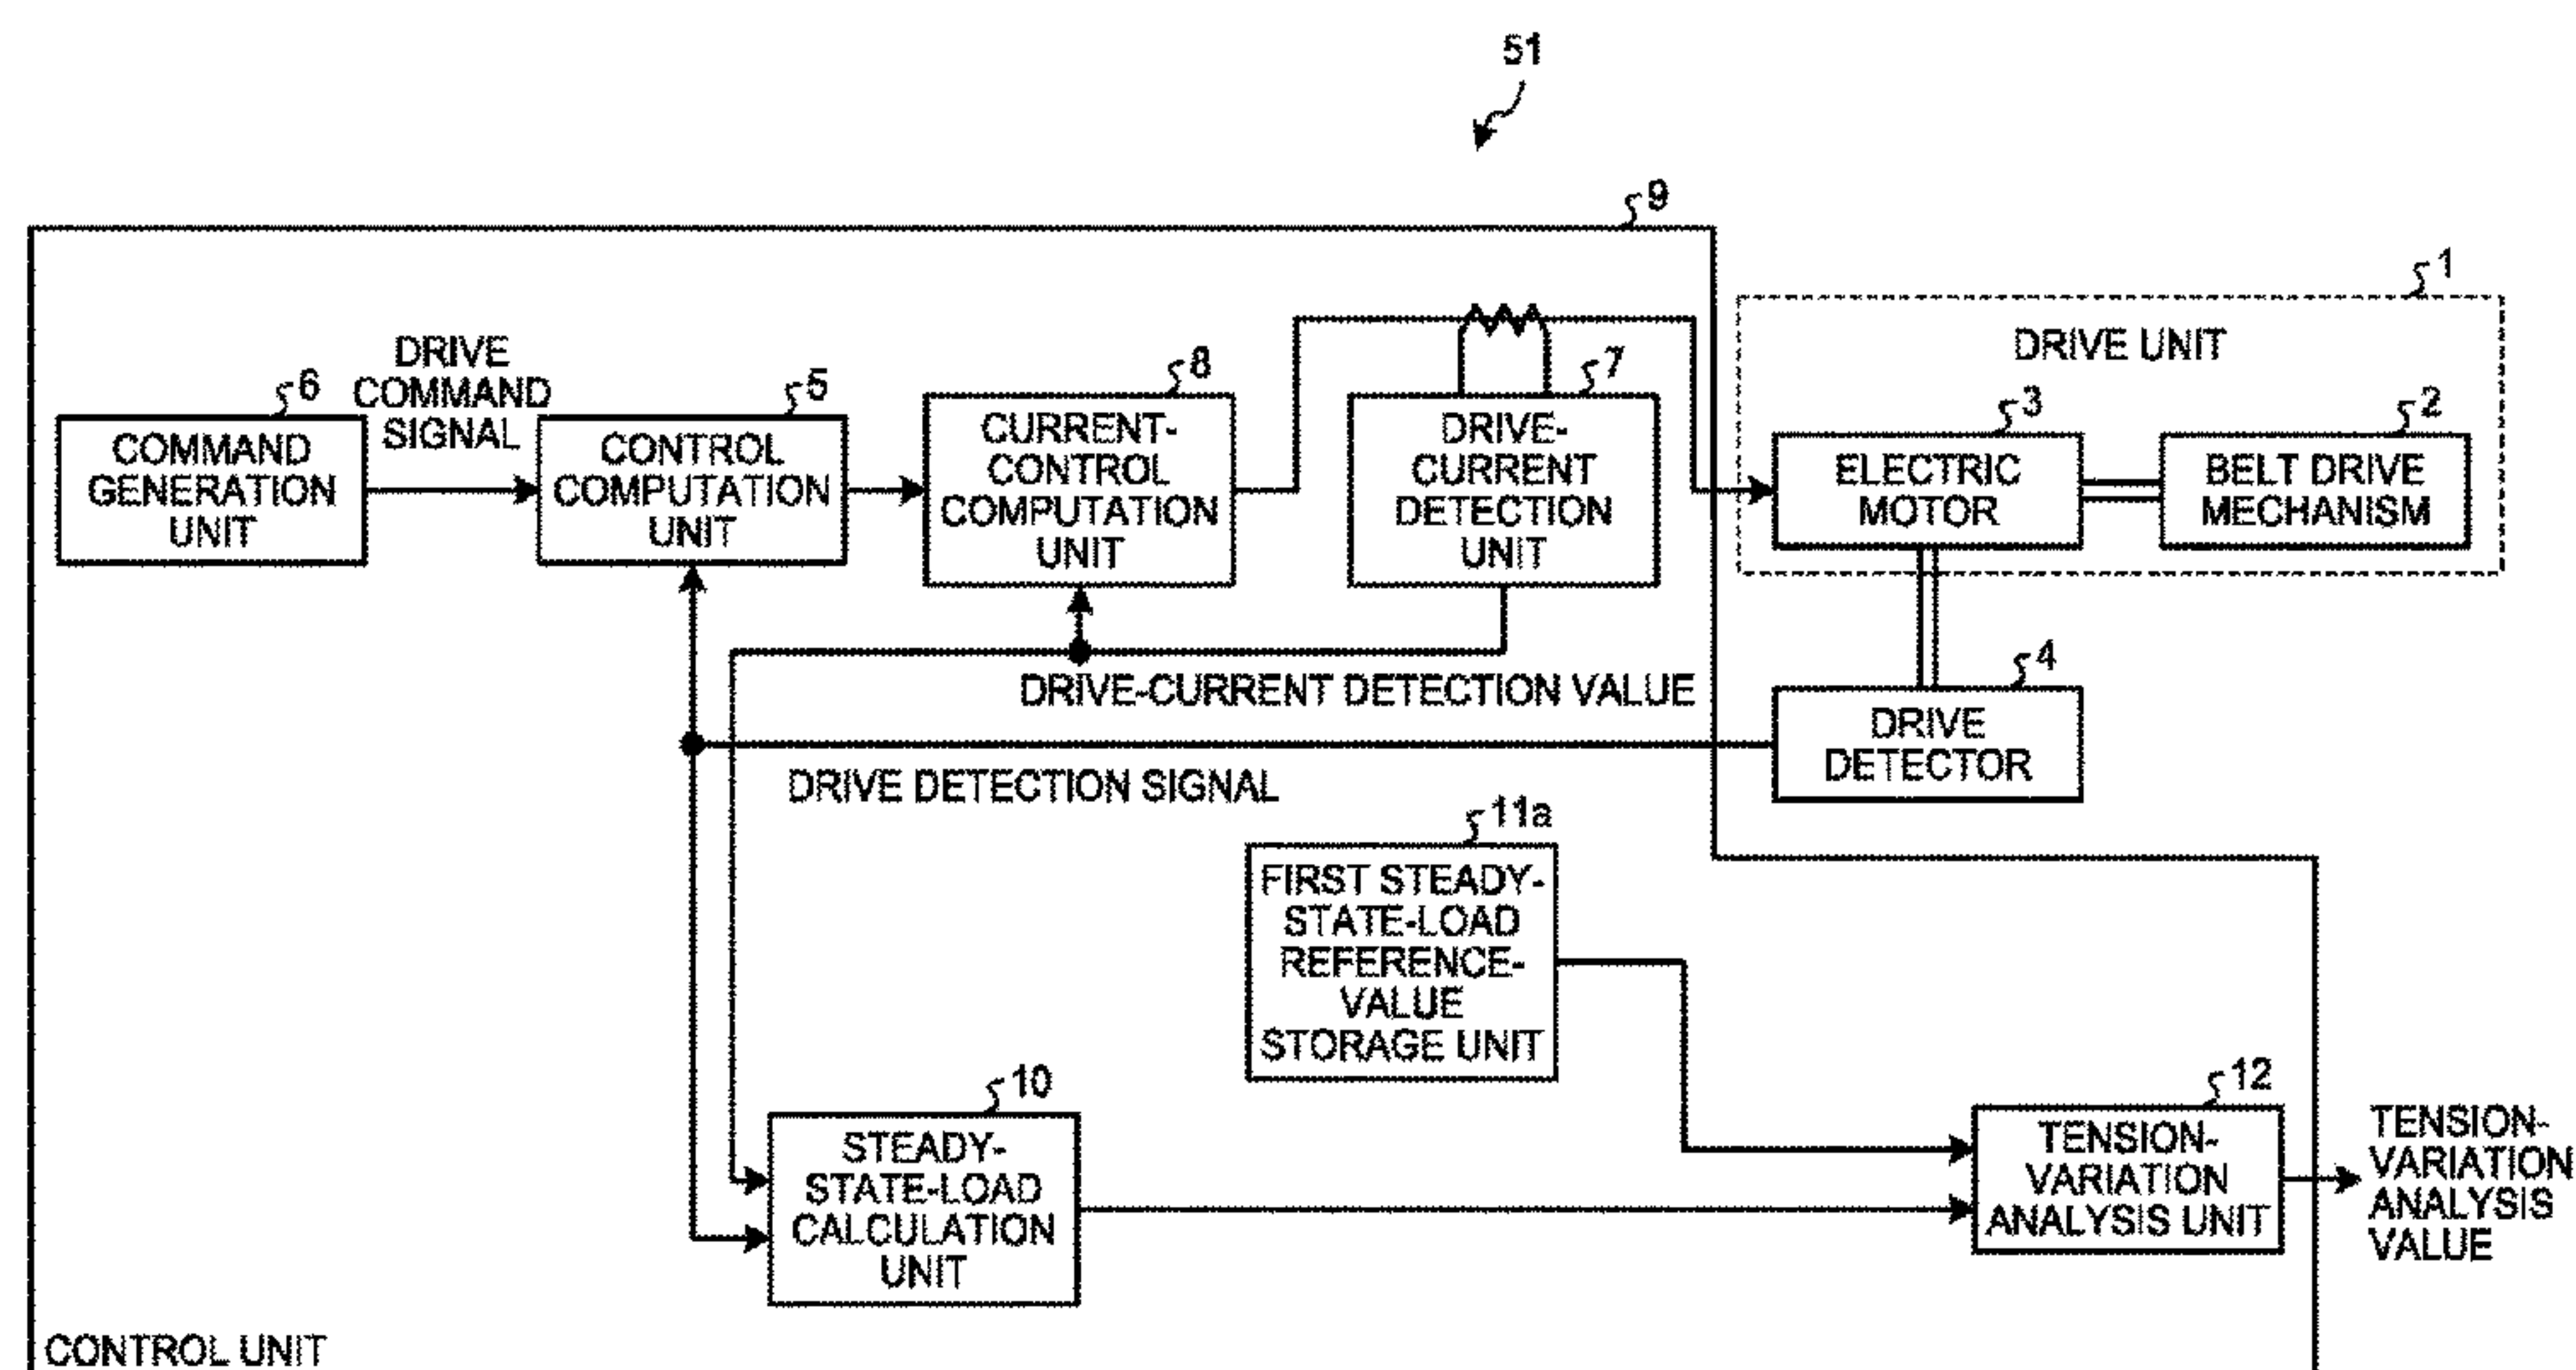 51
9
1
DRIVE UNIT
DRIVE
COMMAND
SIGNAL
6
COMMAND
GENERATION
UNIT
5
CONTROL
COMPUTATION
UNIT
8
CURRENT-
CONTROL
COMPUTATION
UNIT
7
DRIVE-
CURRENT
DETECTION
UNIT
3
ELECTRIC
MOTOR
2
BELT DRIVE
MECHANISM
DRIVE-CURRENT DETECTION VALUE
4
DRIVE
DETECTOR
DRIVE DETECTION SIGNAL
11a
FIRST STEADY-
STATE-LOAD
REFERENCE-
VALUE
STORAGE UNIT
10
STEADY-
STATE-LOAD
CALCULATION
UNIT
12
TENSION-
VARIATION
ANALYSIS UNIT
TENSION-
VARIATION
ANALYSIS
VALUE
CONTROL UNIT